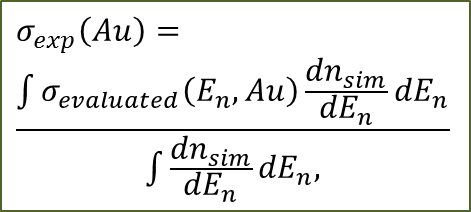 σ_exp(Au) =
∫ σ_evaluated(E_n, Au) dn_sim/dE_n dE_n
∫ dn_sim/dE_n dE_n,